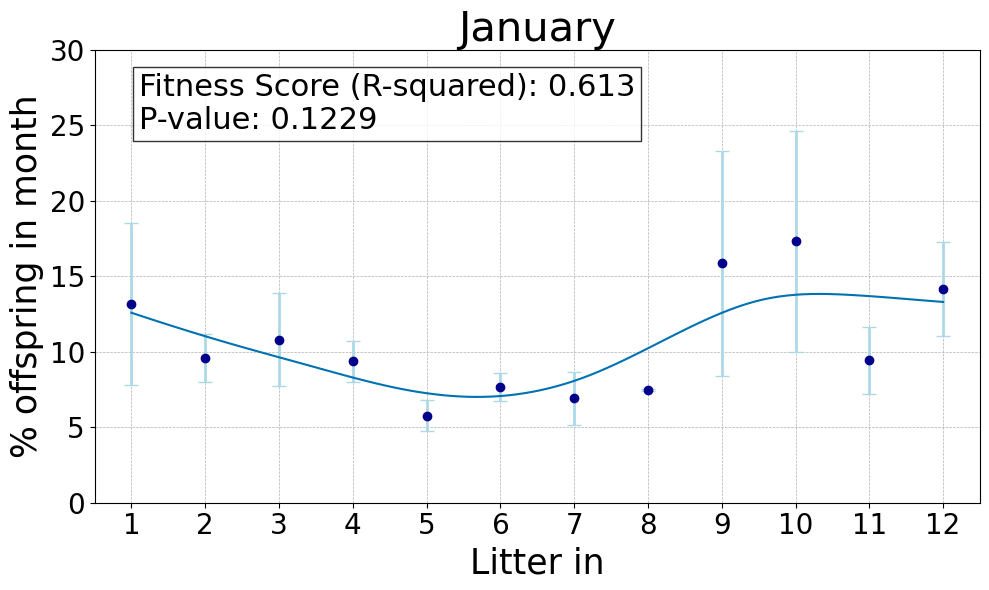 January
Fitness Score (R-squared): 0.613
P-value: 0.1229
% offspring in month
30
25
20
15
10
5
0
1 2 3 4 5 6 7 8 9 10 11 12
Litter in